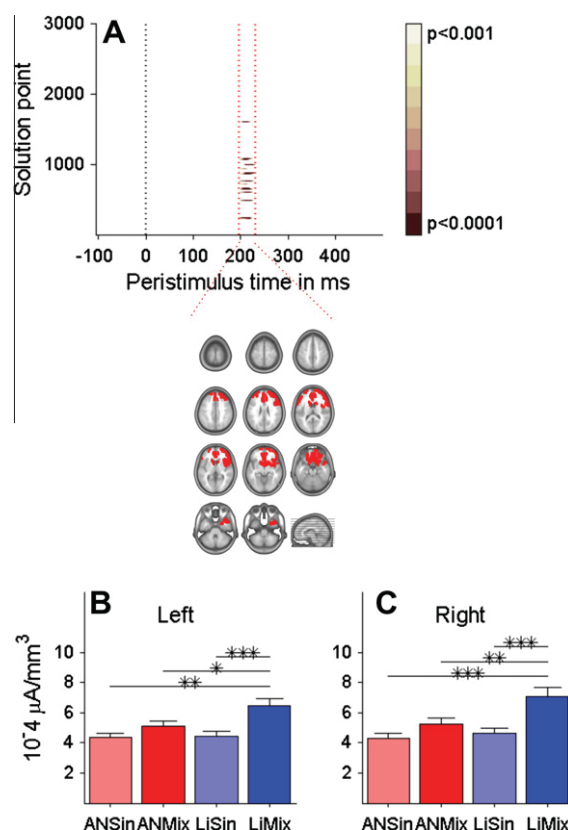 A
3000
2000
1000
Solution point
-100 0 100 200 300 400
Peristimulus time in ms
p<0.001
p<0.0001
B
Left
10
8
6
4
2
10⁻⁴ µA/mm³
***
*
**
ANSin ANMix LiSin LiMix
C
Right
10
8
6
4
2
***
**
***
ANSin ANMix LiSin LiMix